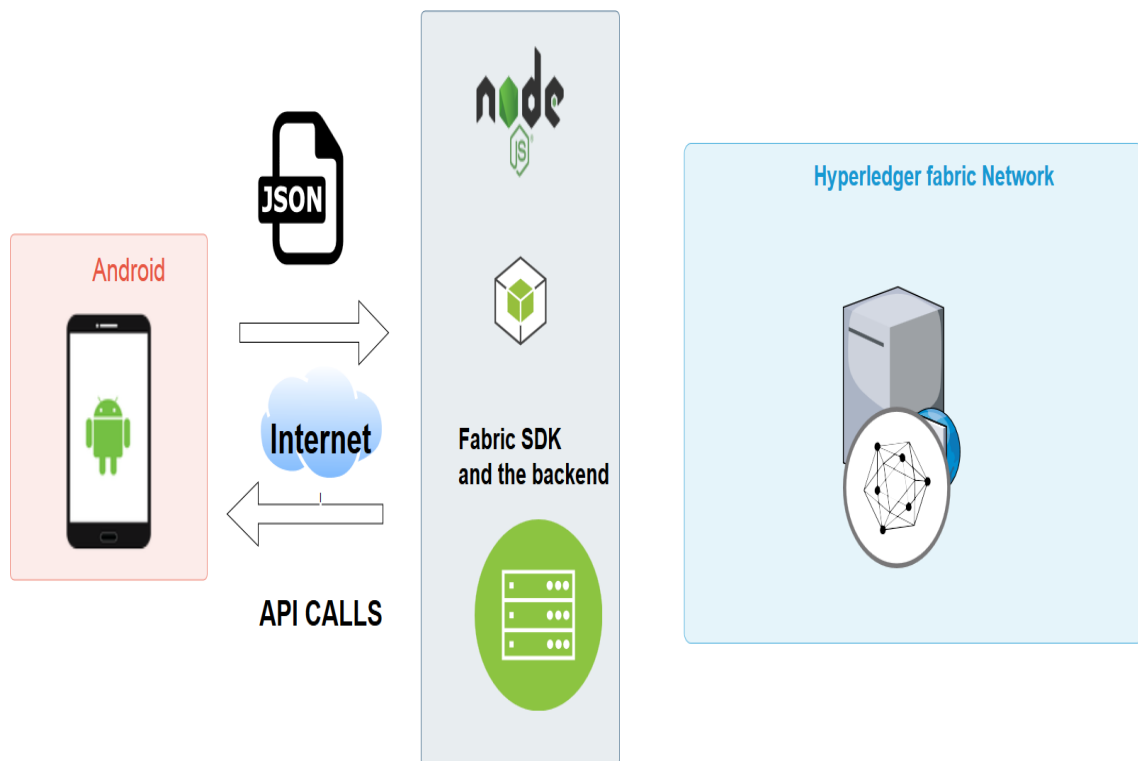 Android
JSON
Internet
API CALLS
node
JS
Fabric SDK
and the backend
Hyperledger fabric Network